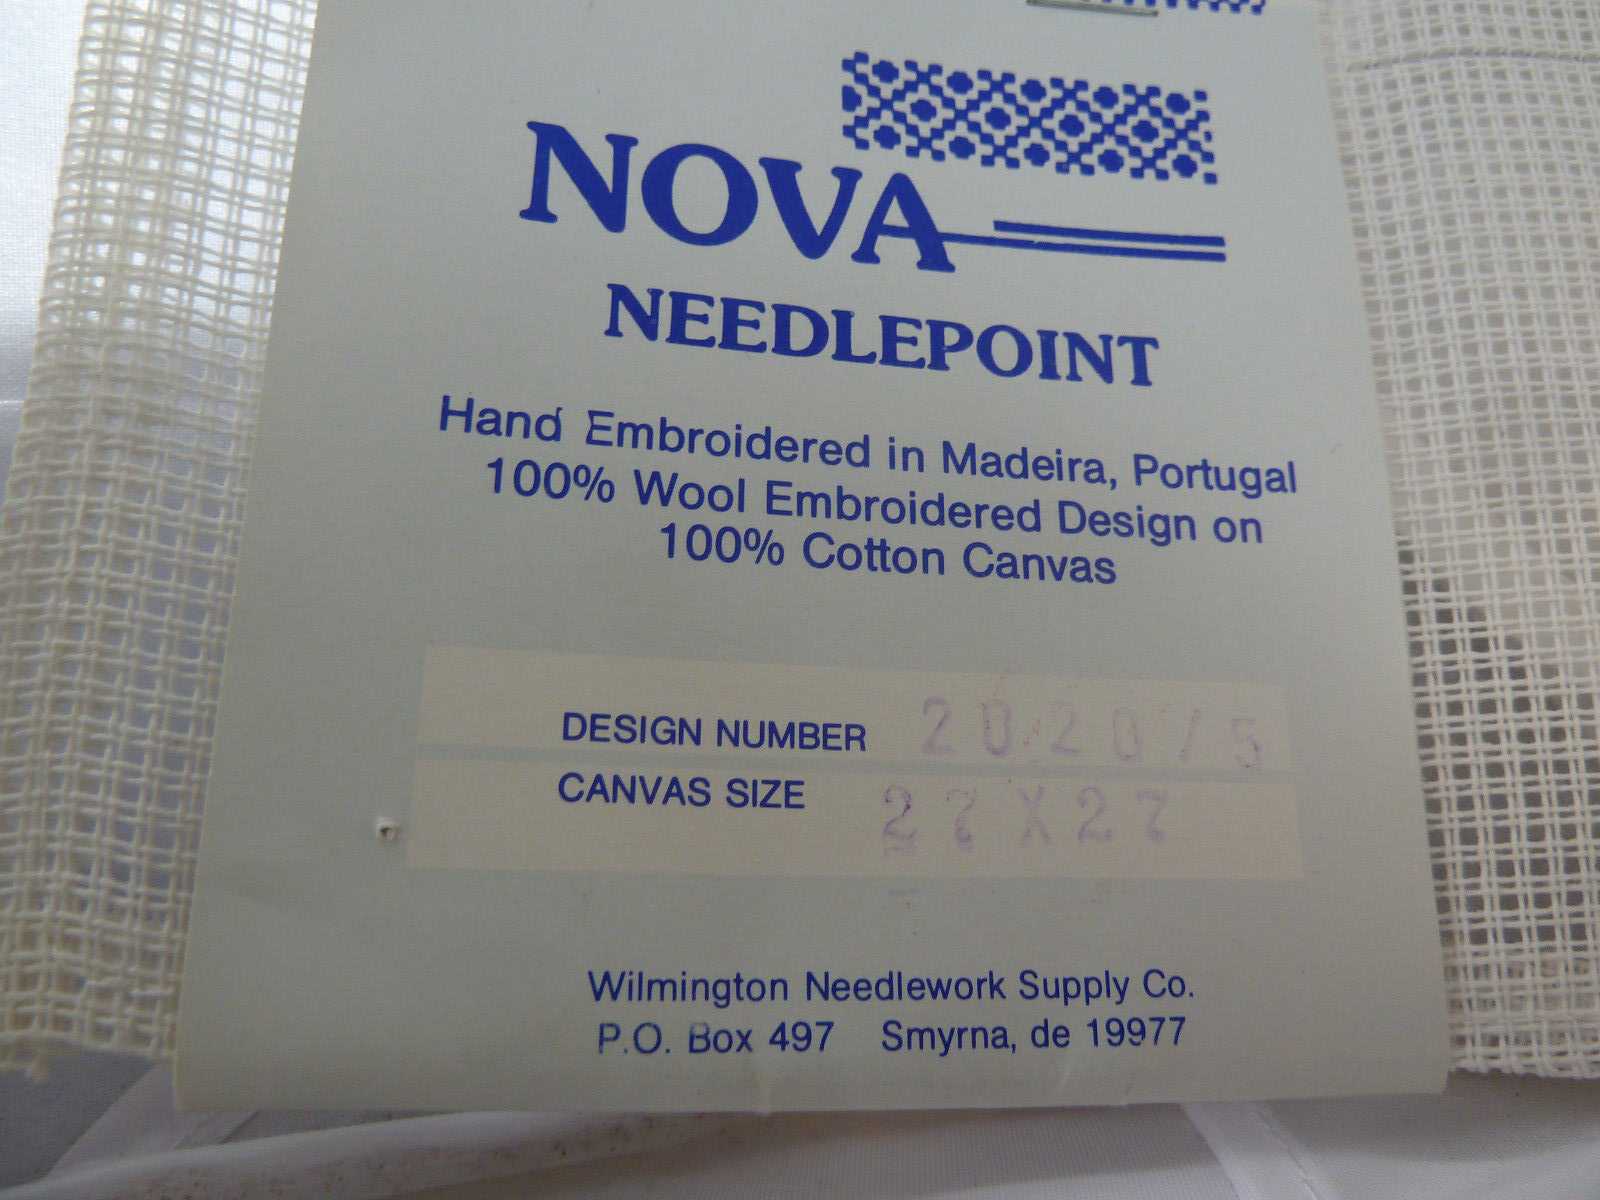 NOVA
NEEDLEPOINT
Hand Embroidered in Madeira, Portugal
100% Wool Embroidered Design on
100% Cotton Canvas
DESIGN NUMBER 2020/5
CANVAS SIZE 27X27
Wilmington Needlework Supply Co.
P.O. Box 497 Smyrna, de 19977